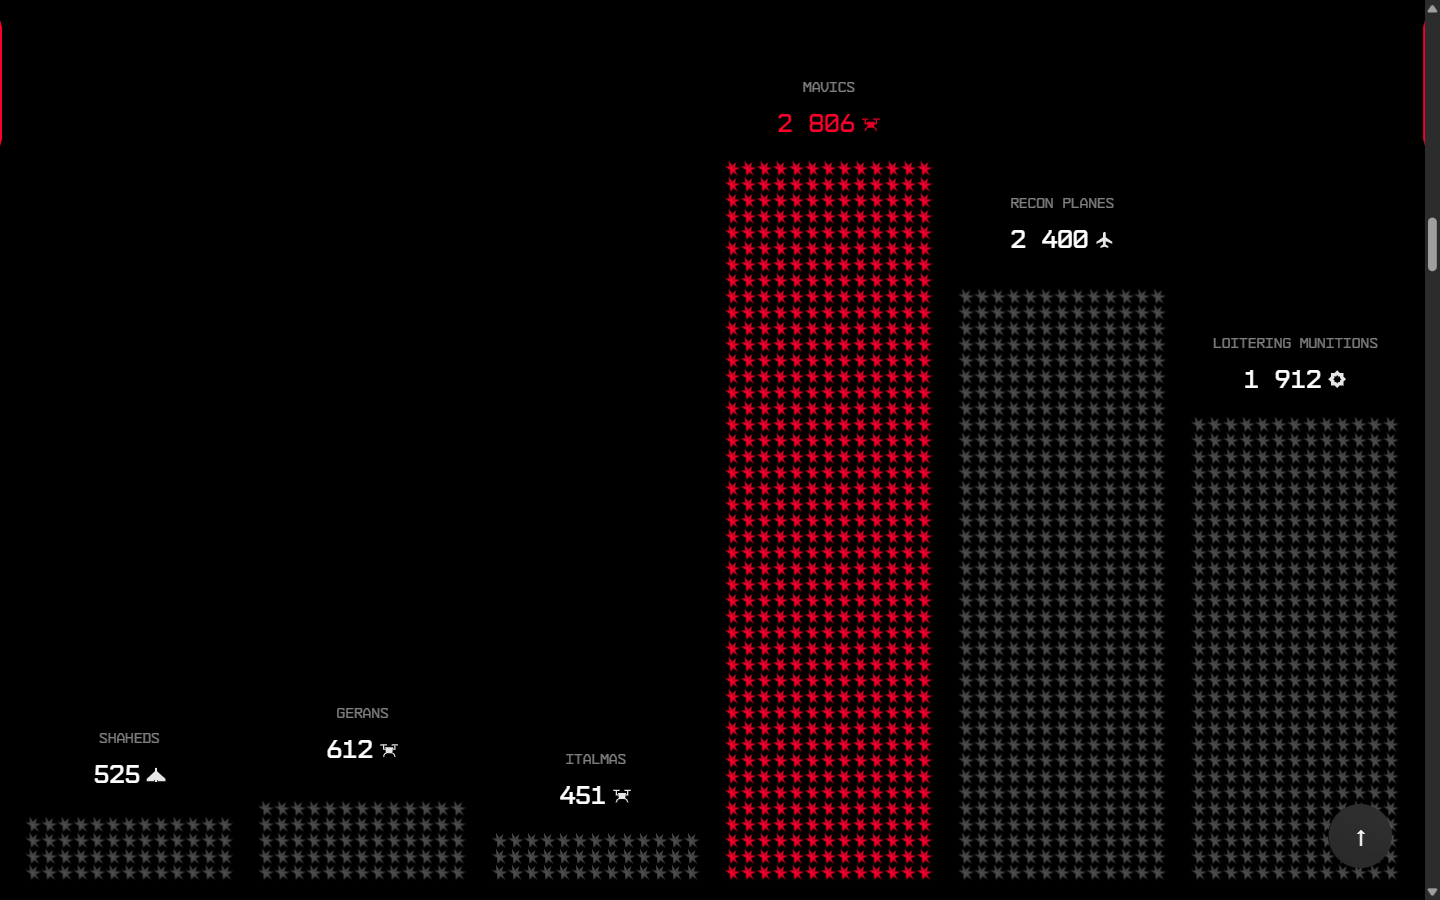 MAVICS
2 806
RECON PLANES
2 400
LOITERING MUNITIONS
1 912
GERANS
612
SHAHEDS
525
ITALMAS
451